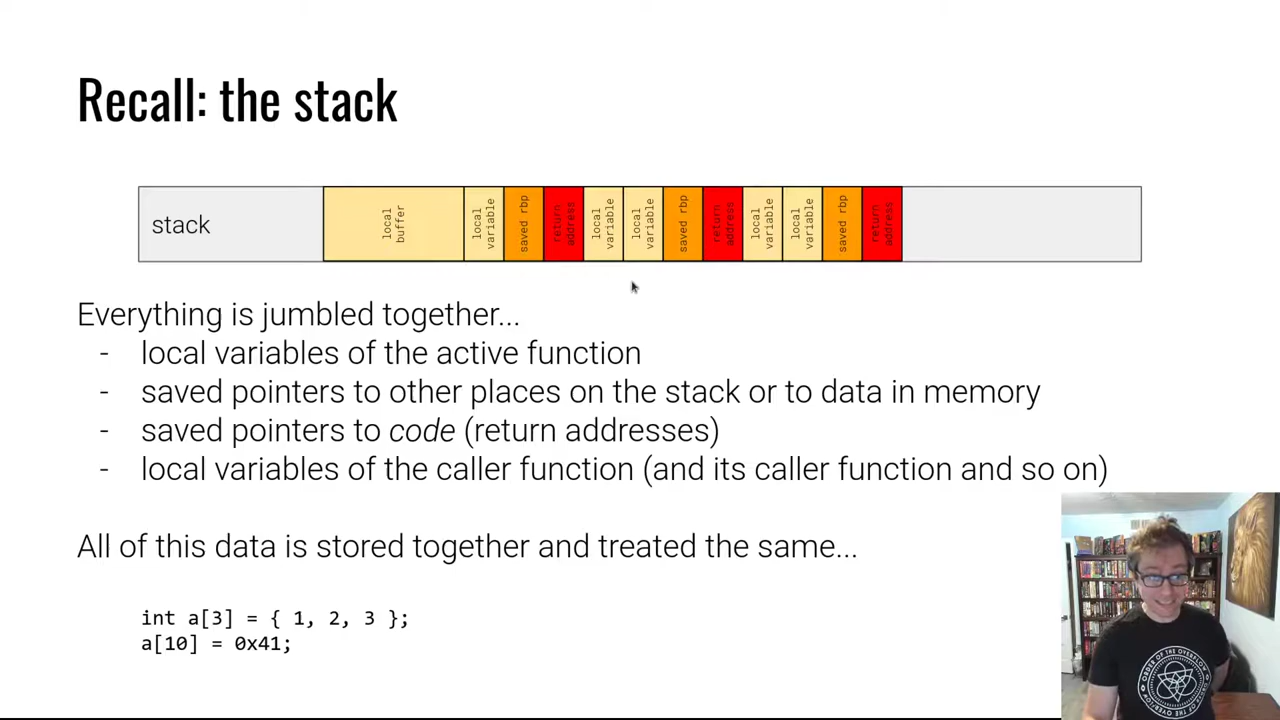 Recall: the stack
stack
local
buffer
local
variable
saved rbp
return
address
local
variable
local
variable
saved rbp
return
address
local
variable
local
variable
saved rbp
return
address
Everything is jumbled together...
- local variables of the active function
- saved pointers to other places on the stack or to data in memory
- saved pointers to code (return addresses)
- local variables of the caller function (and its caller function and so on)
All of this data is stored together and treated the same...
int a[3] = { 1, 2, 3 };
a[10] = 0x41;
ORDER OF THE OVERFLOW